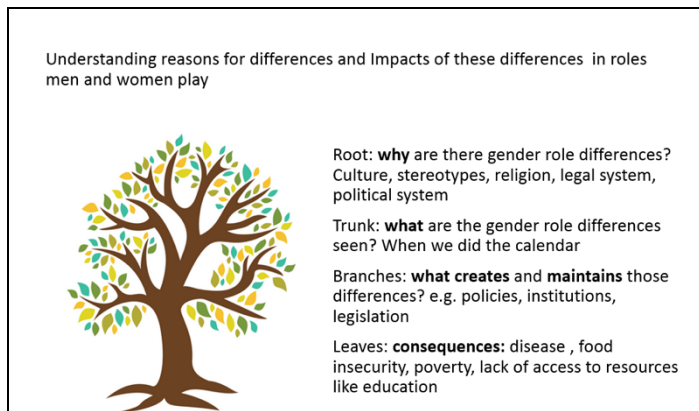 Understanding reasons for differences and Impacts of these differences  in roles
men and women play
Root: why are there gender role differences?
Culture, stereotypes, religion, legal system,
political system
Trunk: what are the gender role differences
seen? When we did the calendar
Branches: what creates and maintains those
differences? e.g. policies, institutions,
legislation
Leaves: consequences: disease , food
insecurity, poverty, lack of access to resources
like education